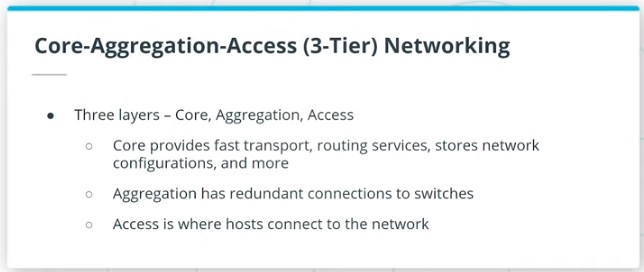 Core-Aggregation-Access (3-Tier) Networking
● Three layers – Core, Aggregation, Access
○ Core provides fast transport, routing services, stores network
configurations, and more
○ Aggregation has redundant connections to switches
○ Access is where hosts connect to the network